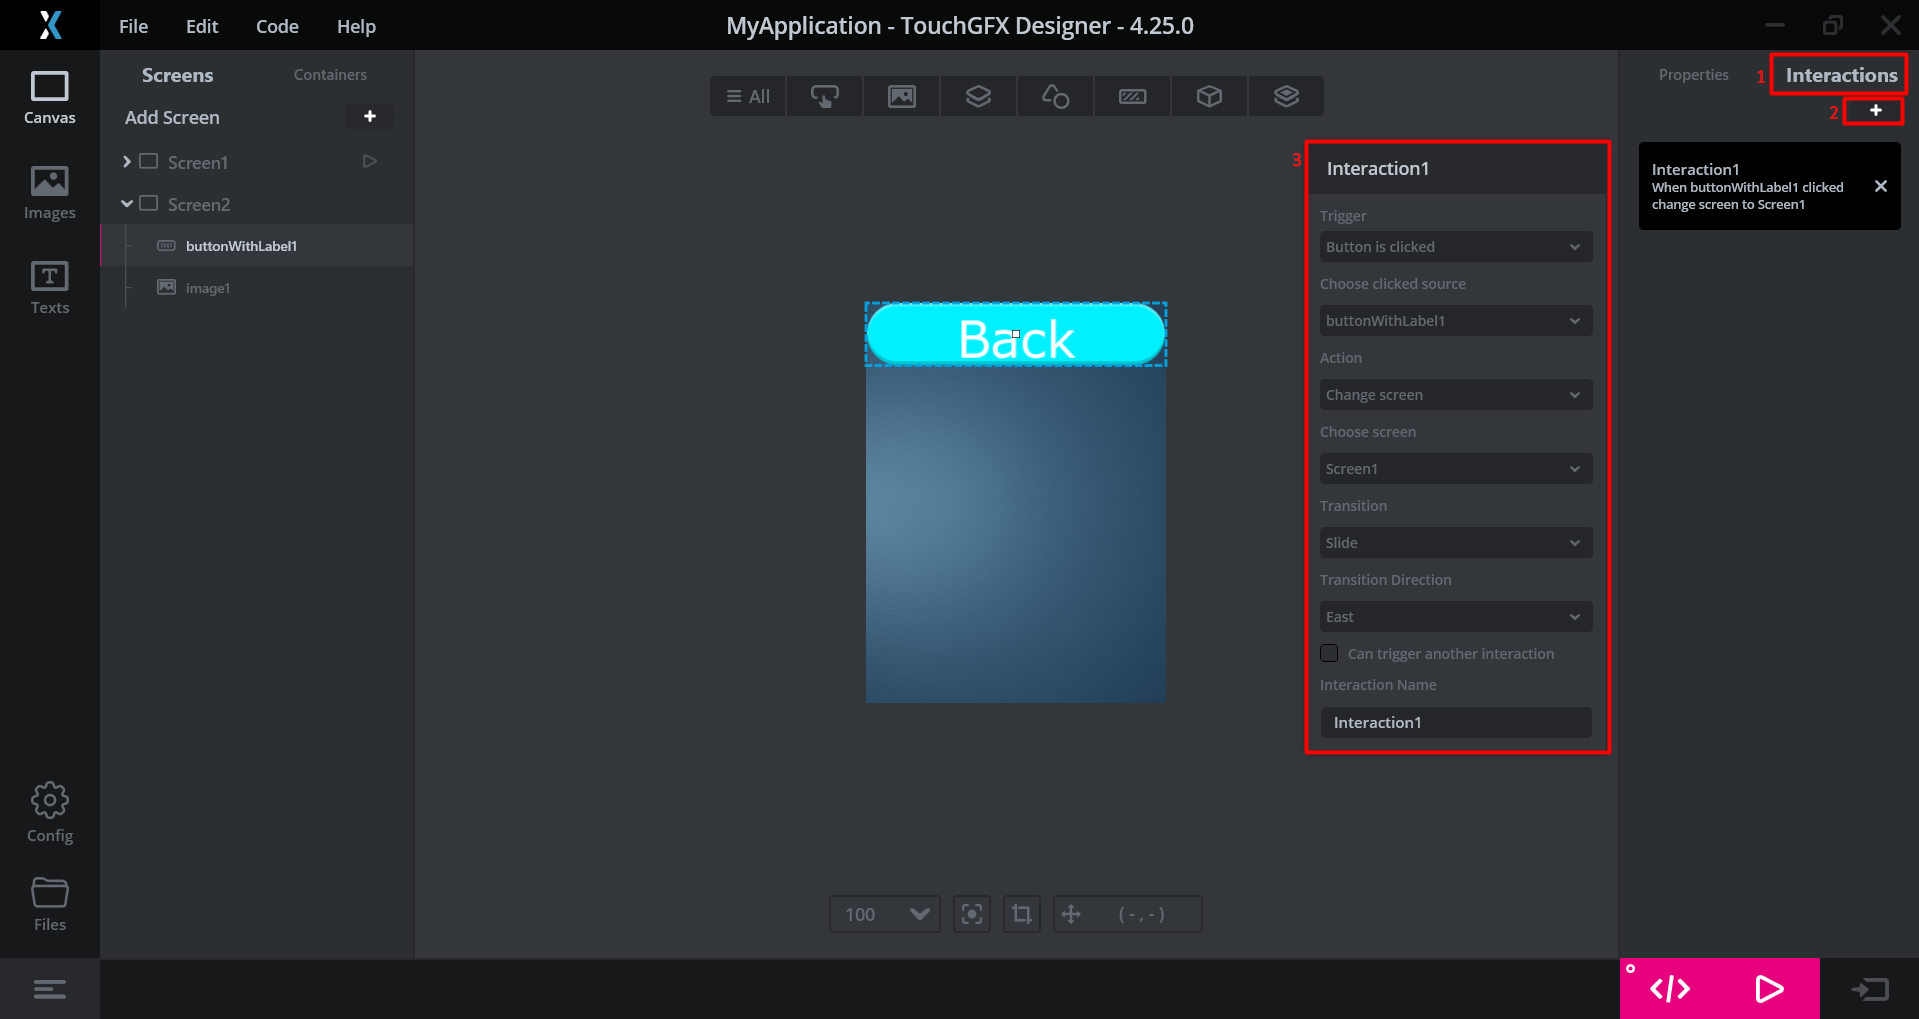 File Edit Code Help
MyApplication - TouchGFX Designer - 4.25.0
Canvas
Images
Texts
Config
Files
Screens Containers
Add Screen +
Screen1
Screen2
buttonWithLabel1
image1
All
Back
100
( - , - )
3
Interaction1
Trigger
Button is clicked
Choose clicked source
buttonWithLabel1
Action
Change screen
Choose screen
Screen1
Transition
Slide
Transition Direction
East
Can trigger another interaction
Interaction Name
Interaction1
Properties 1 Interactions
2 +
Interaction1
When buttonWithLabel1 clicked
change screen to Screen1